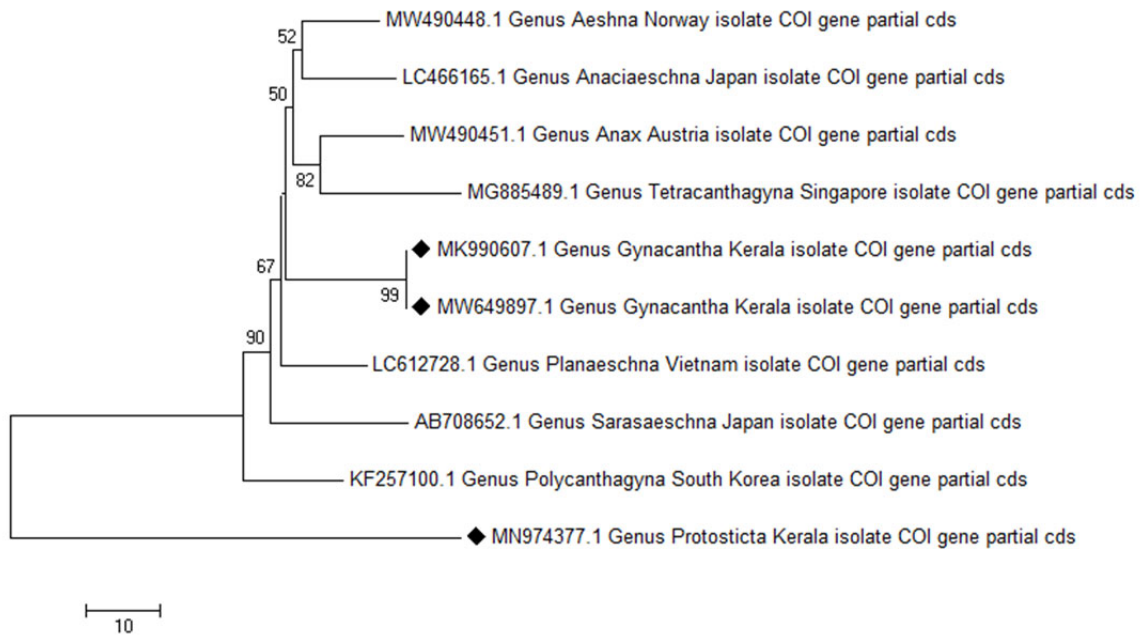 MW490448.1 Genus Aeshna Norway isolate COI gene partial cds
52
LC466165.1 Genus Anaciaeschna Japan isolate COI gene partial cds
50
MW490451.1 Genus Anax Austria isolate COI gene partial cds
82
MG885489.1 Genus Tetracanthagyna Singapore isolate COI gene partial cds
MK990607.1 Genus Gynacantha Kerala isolate COI gene partial cds
67
99
MW649897.1 Genus Gynacantha Kerala isolate COI gene partial cds
90
LC612728.1 Genus Planaeschna Vietnam isolate COI gene partial cds
AB708652.1 Genus Sarasaeschna Japan isolate COI gene partial cds
KF257100.1 Genus Polycanthagyna South Korea isolate COI gene partial cds
MN974377.1 Genus Protosticta Kerala isolate COI gene partial cds
10